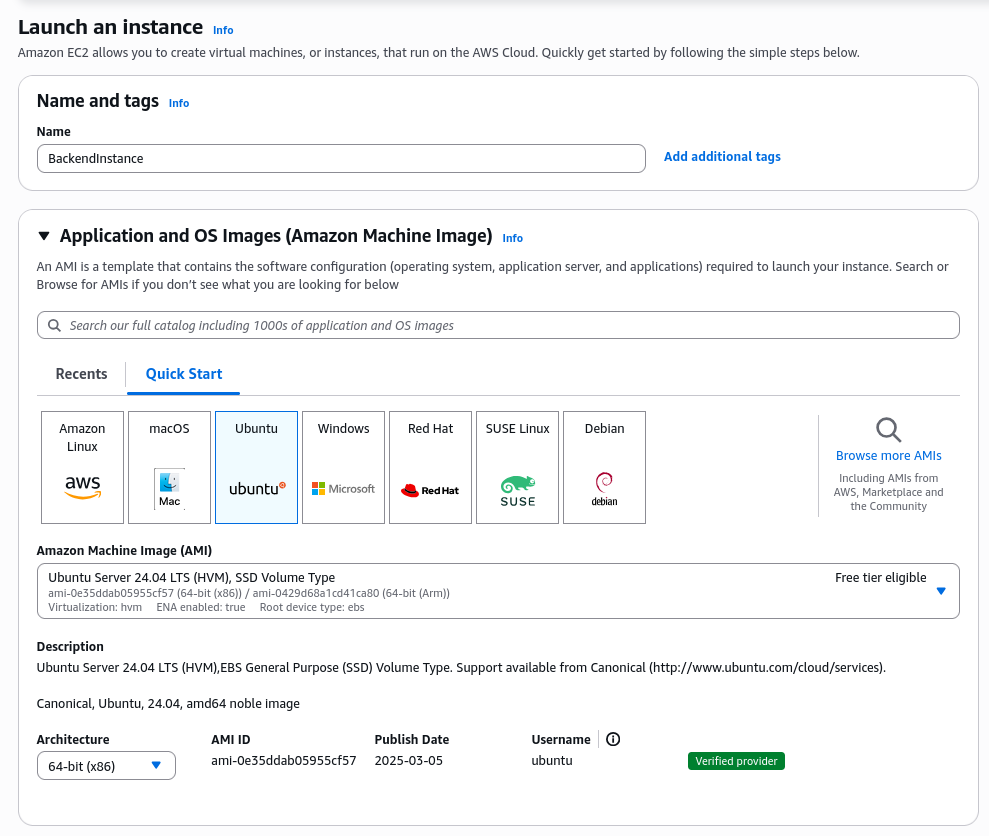 Launch an instance Info
Amazon EC2 allows you to create virtual machines, or instances, that run on the AWS Cloud. Quickly get started by following the simple steps below.
Name and tags Info
Name
BackendInstance
Add additional tags
Application and OS Images (Amazon Machine Image) Info
An AMI is a template that contains the software configuration (operating system, application server, and applications) required to launch your instance. Search or
Browse for AMIs if you don't see what you are looking for below
Search our full catalog including 1000s of application and OS images
Recents
Quick Start
Amazon
Linux
aws
macOS
Mac
Ubuntu
ubuntu
Windows
Microsoft
Red Hat
Red Hat
SUSE Linux
SUSE
Debian
debian
Browse more AMIs
Including AMIs from
AWS, Marketplace and
the Community
Amazon Machine Image (AMI)
Ubuntu Server 24.04 LTS (HVM), SSD Volume Type
Free tier eligible
ami-0e35ddab05955cf57 (64-bit (x86)) / ami-0429d68a1cd41ca80 (64-bit (Arm))
Virtualization: hvm ENA enabled: true Root device type: ebs
Description
Ubuntu Server 24.04 LTS (HVM),EBS General Purpose (SSD) Volume Type. Support available from Canonical (http://www.ubuntu.com/cloud/services).
Canonical, Ubuntu, 24.04, amd64 noble image
Architecture
64-bit (x86)
AMI ID
ami-0e35ddab05955cf57
Publish Date
2025-03-05
Username
ubuntu
Verified provider